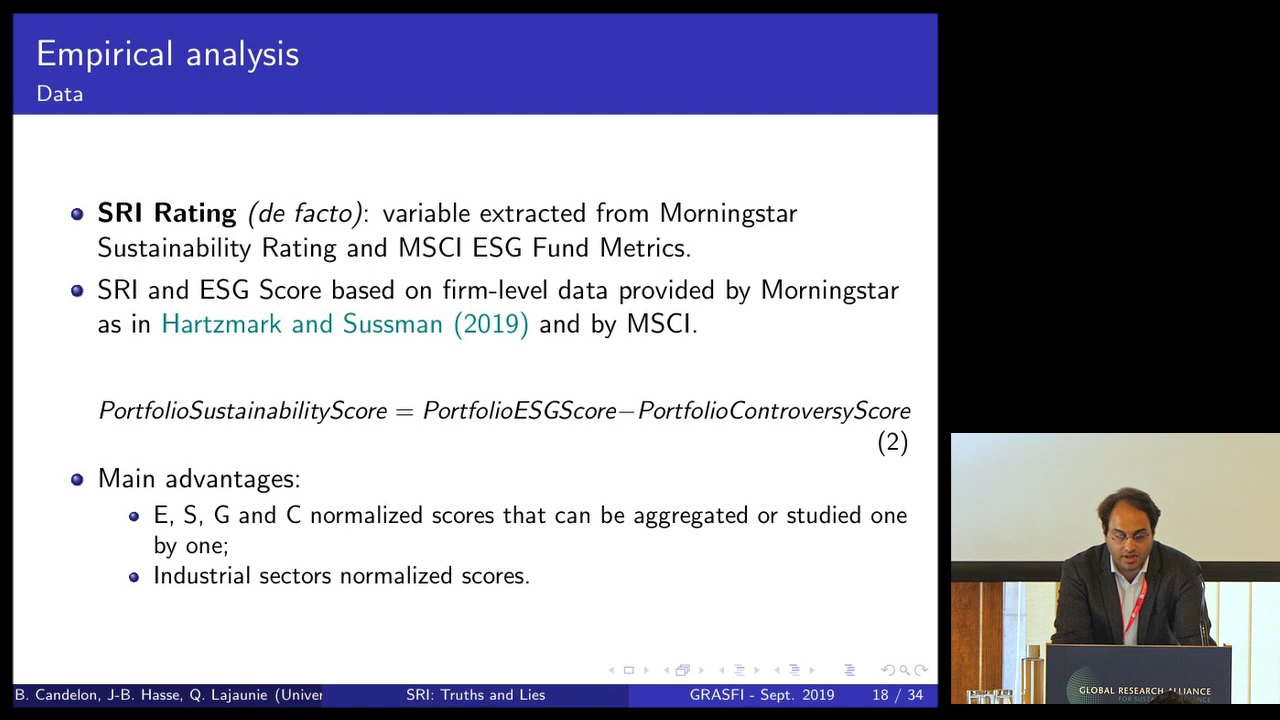 Empirical analysis
Data
SRI Rating (de facto): variable extracted from Morningstar
Sustainability Rating and MSCI ESG Fund Metrics.
SRI and ESG Score based on firm-level data provided by Morningstar
as in Hartzmark and Sussman (2019) and by MSCI.
PortfolioSustainabilityScore = PortfolioESGScore−PortfolioControversyScore
(2)
Main advantages:
E, S, G and C normalized scores that can be aggregated or studied one
by one;
Industrial sectors normalized scores.
B. Candelon, J-B. Hasse, Q. Lajaunie (Univer
SRI: Truths and Lies
GRASFI - Sept. 2019
18 / 34
GLOBAL RESEARCH ALLIANCE